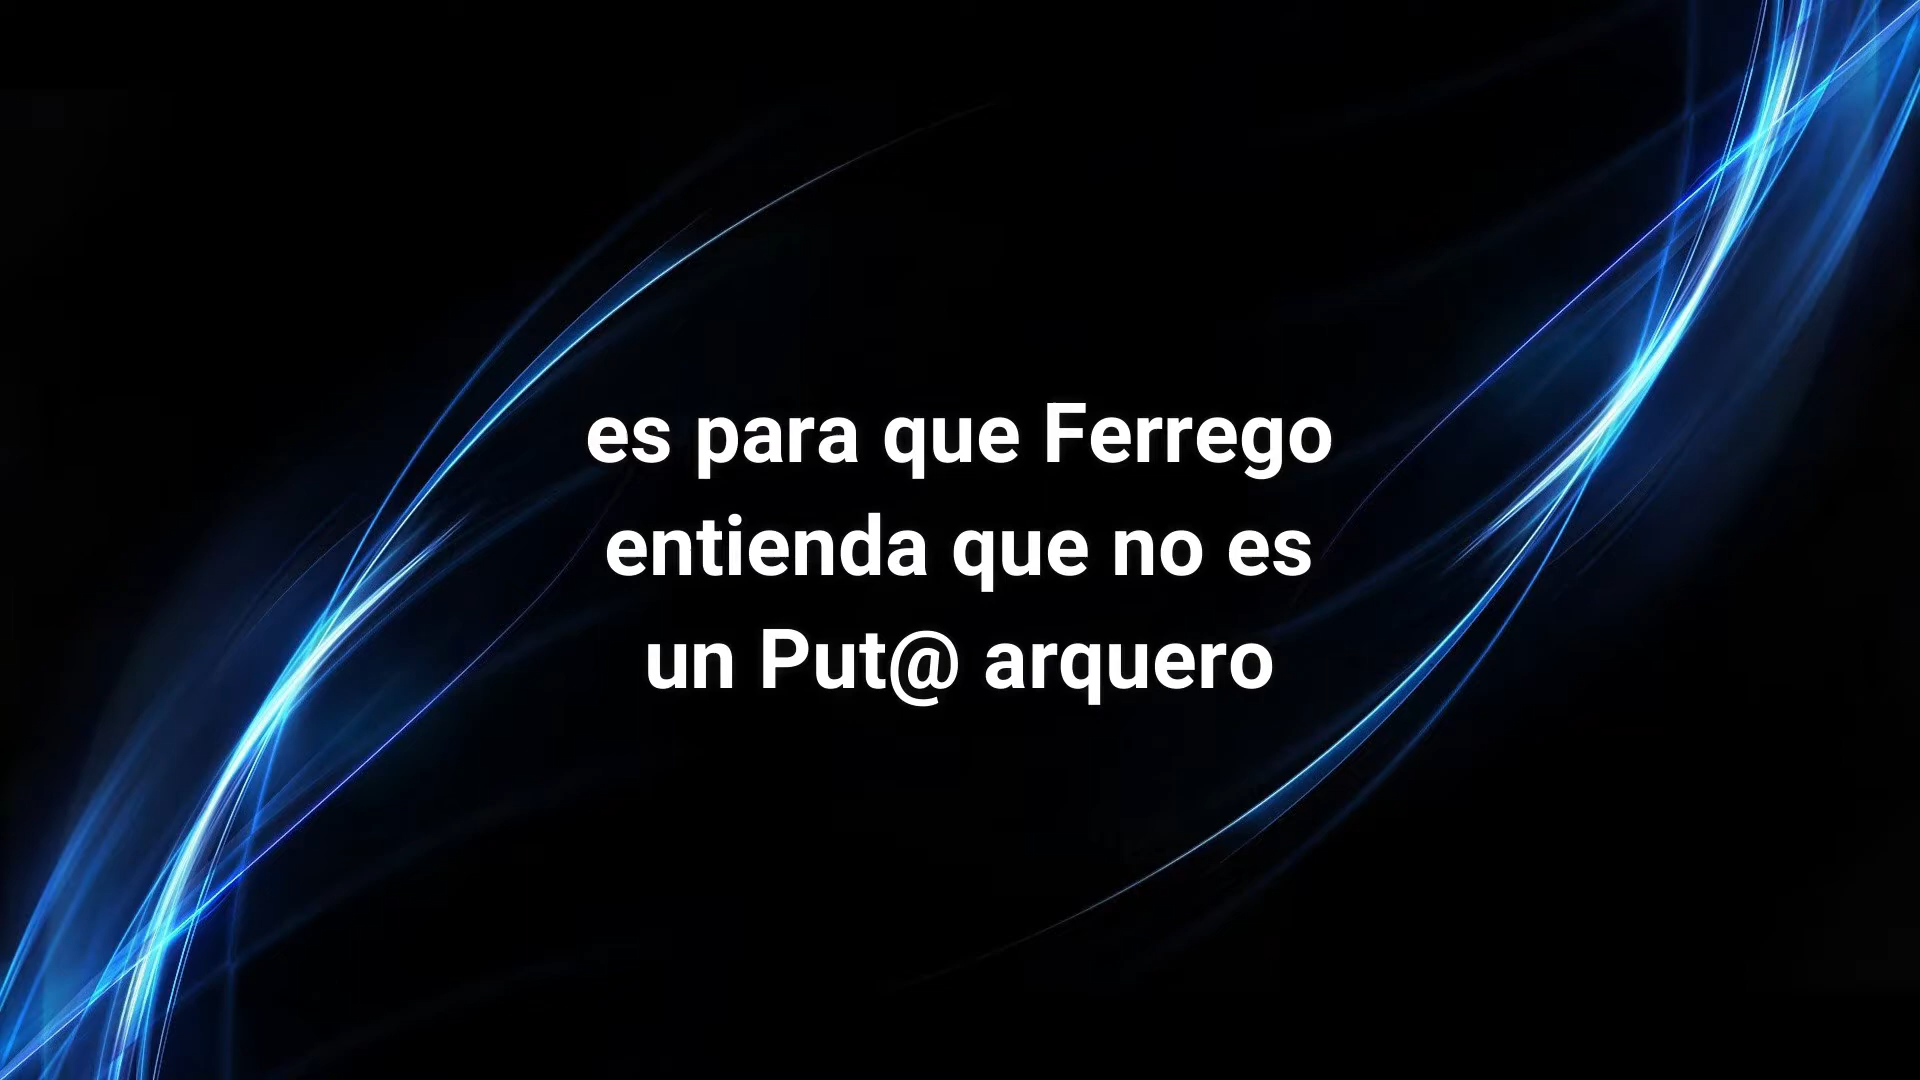 es para que Ferrego
entienda que no es
un Put@ arquero